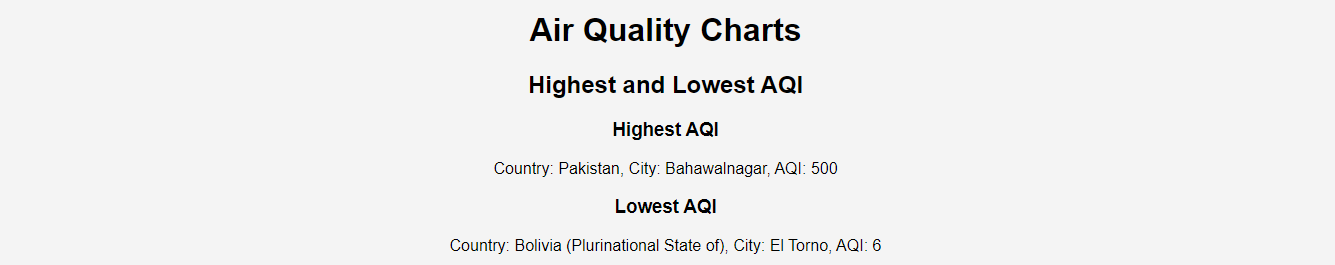 Air Quality Charts
Highest and Lowest AQI
Highest AQI
Country: Pakistan, City: Bahawalnagar, AQI: 500
Lowest AQI
Country: Bolivia (Plurinational State of), City: El Torno, AQI: 6